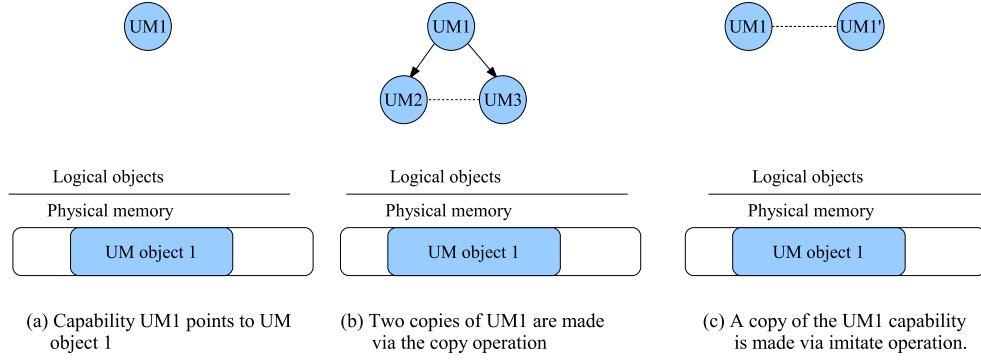 UM1
Logical objects
Physical memory
UM object 1
(a) Capability UM1 points to UM
object 1
UM1
UM2
UM3
Logical objects
Physical memory
UM object 1
(b) Two copies of UM1 are made
via the copy operation
UM1
UM1'
Logical objects
Physical memory
UM object 1
(c) A copy of the UM1 capability
is made via imitate operation.